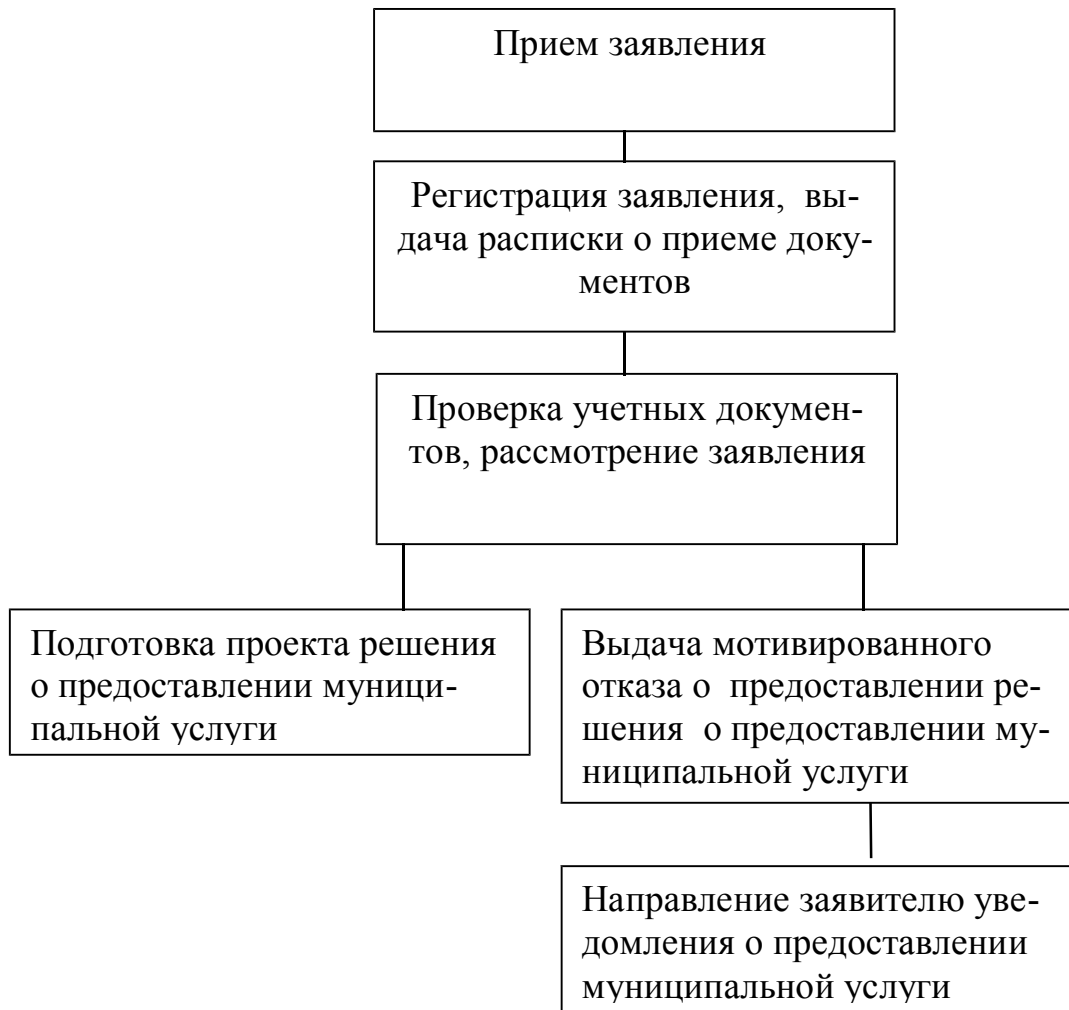 Прием заявления
Регистрация заявления, вы-
дача расписки о приеме доку-
ментов
Проверка учетных докумен-
тов, рассмотрение заявления
Подготовка проекта решения
о предоставлении муници-
пальной услуги
Выдача мотивированного
отказа о предоставлении ре-
шения о предоставлении му-
ниципальной услуги
Направление заявителю уве-
домления о предоставлении
муниципальной услуги